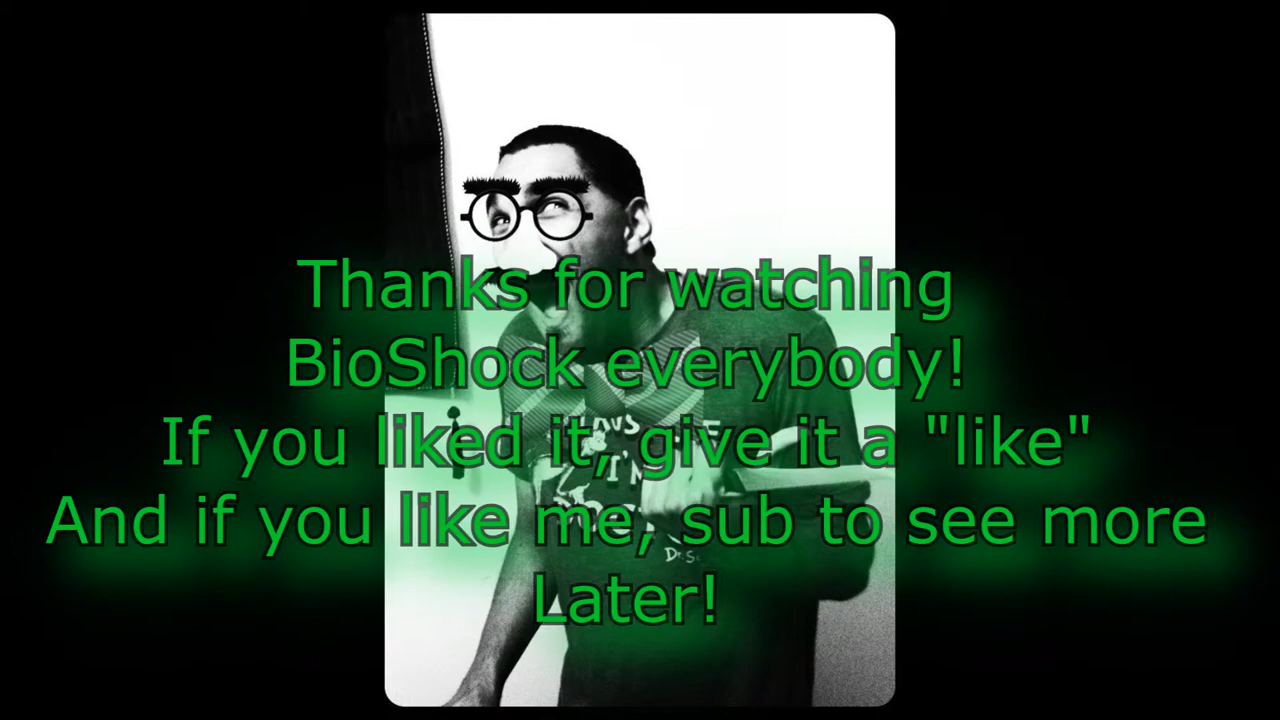 Thanks for watching
BioShock everybody!
If you liked it, give it a "like"
And if you like me, sub to see more
Later!
I'M